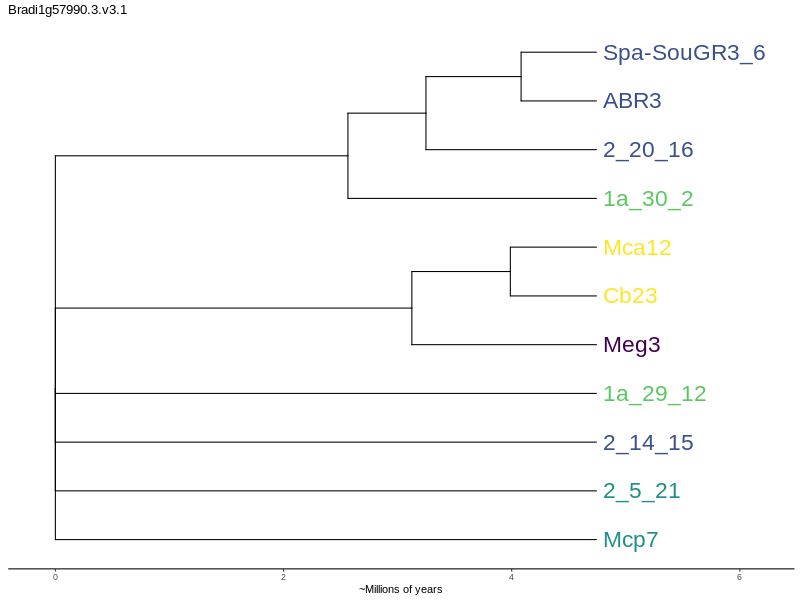 Bradi1g57990.3.v3.1
Spa-SouGR3_6
ABR3
2_20_16
1a_30_2
Mca12
Cb23
Meg3
1a_29_12
2_14_15
2_5_21
Mcp7
0 2 4 6
~Millions of years